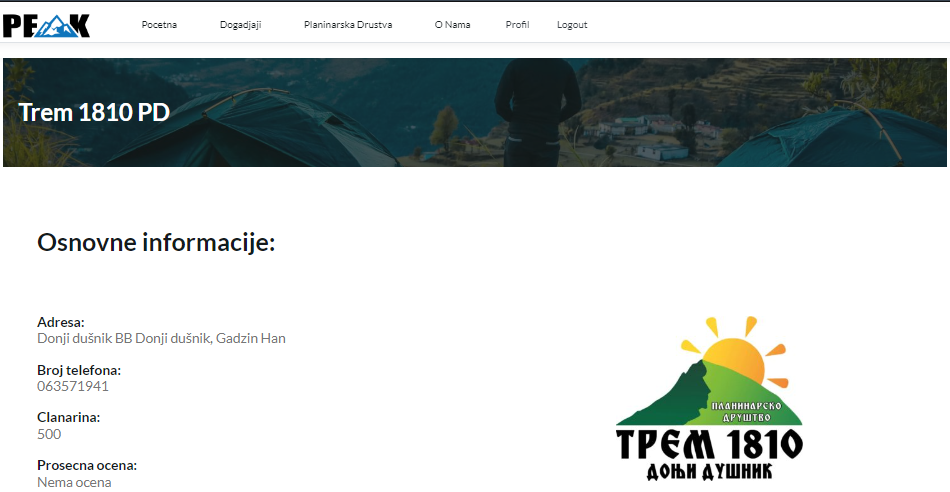 PEAK
Pocetna Dogadjaji Planinarska Drustva O Nama Profil Logout
Trem 1810 PD
Osnovne informacije:
Adresa:
Donji dušnik BB Donji dušnik, Gadzin Han
Broj telefona:
063571941
Clanarina:
500
Prosecna ocena:
Nema ocena
ПЛАНИНАРСКО
ДРУШТВО
ТРЕМ 1810
ДОЊИ ДУШНИК